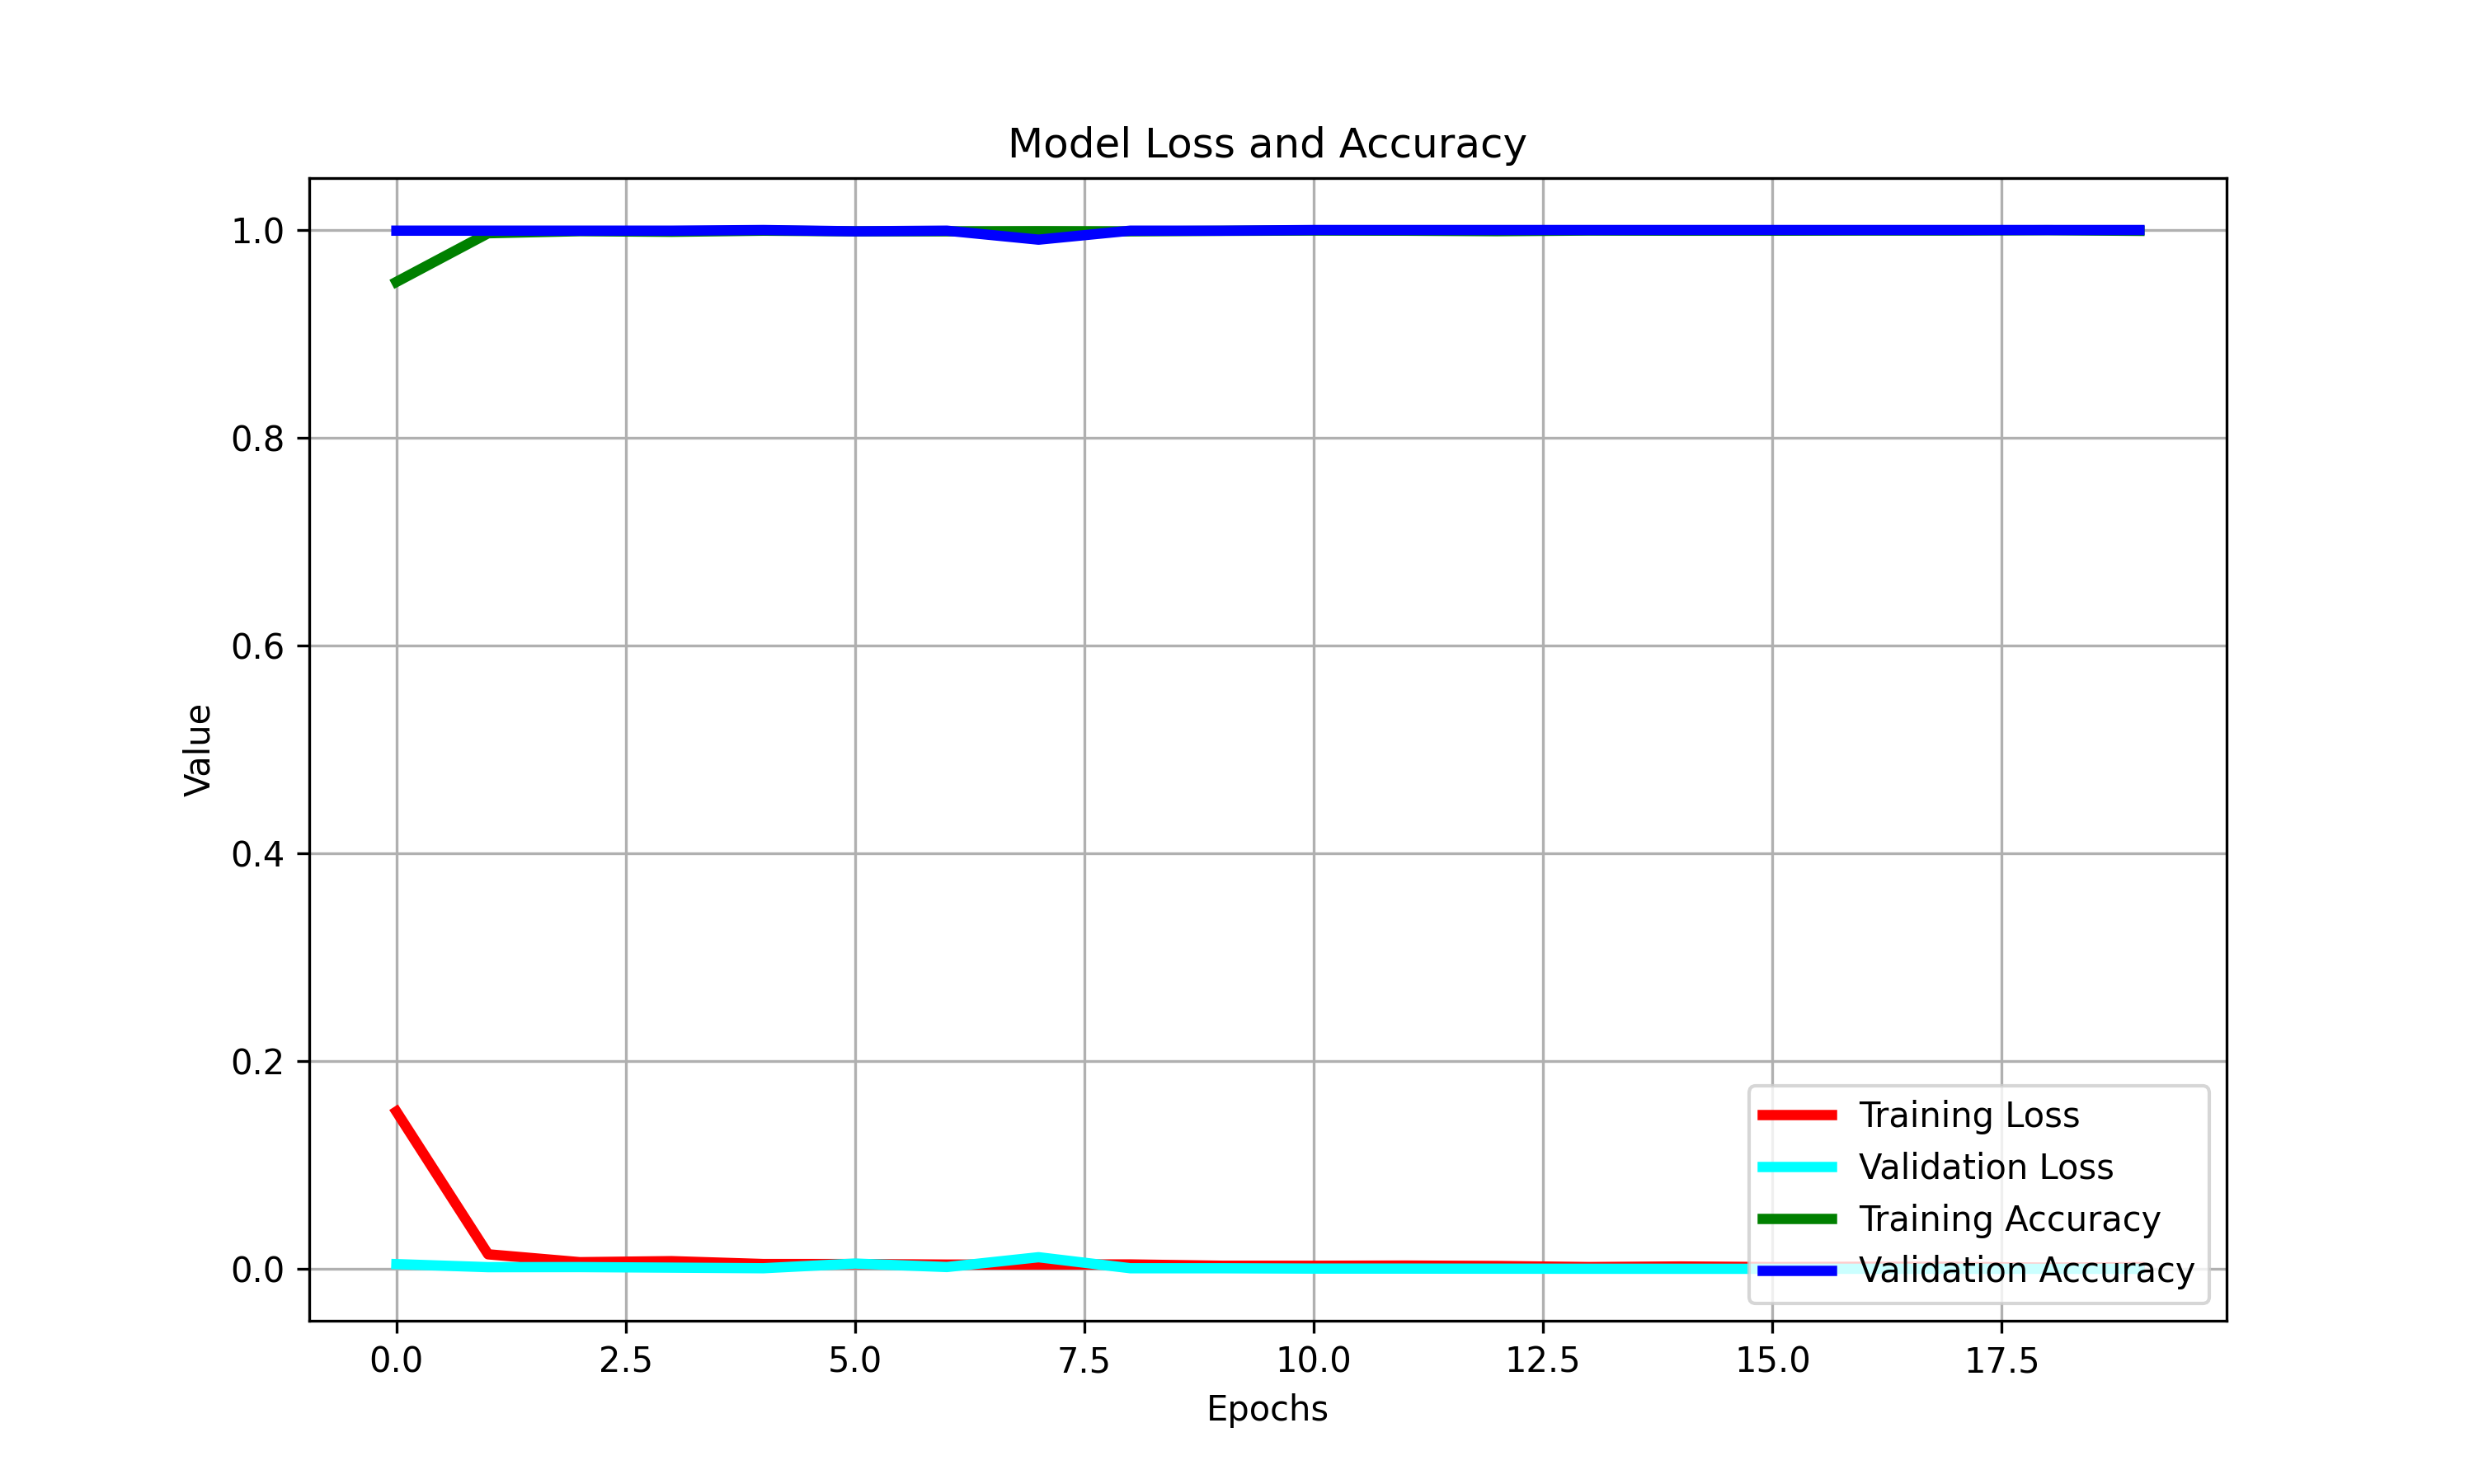 Model Loss and Accuracy
1.0
0.8
0.6
0.4
0.2
0.0
Value
Training Loss
Validation Loss
Training Accuracy
Validation Accuracy
0.0 2.5 5.0 7.5 10.0 12.5 15.0 17.5
Epochs